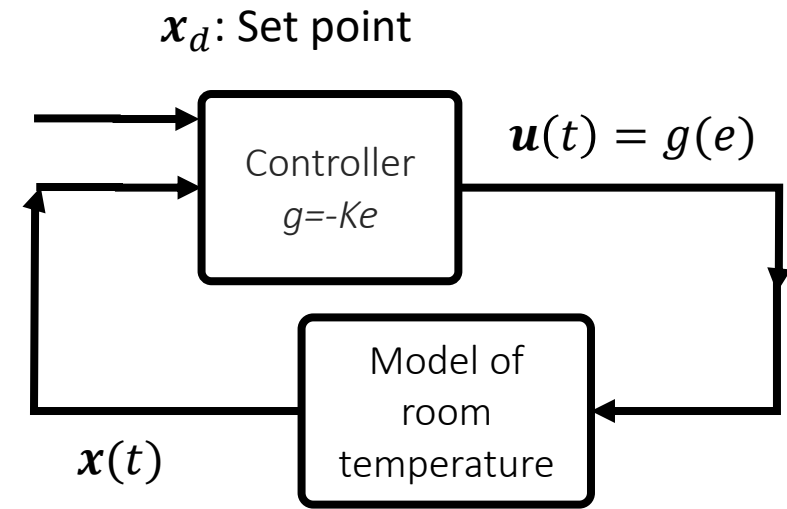 𝒙_d: Set point
Controller
g=-Ke
𝒖(t) = g(e)
Model of
room
temperature
𝒙(t)